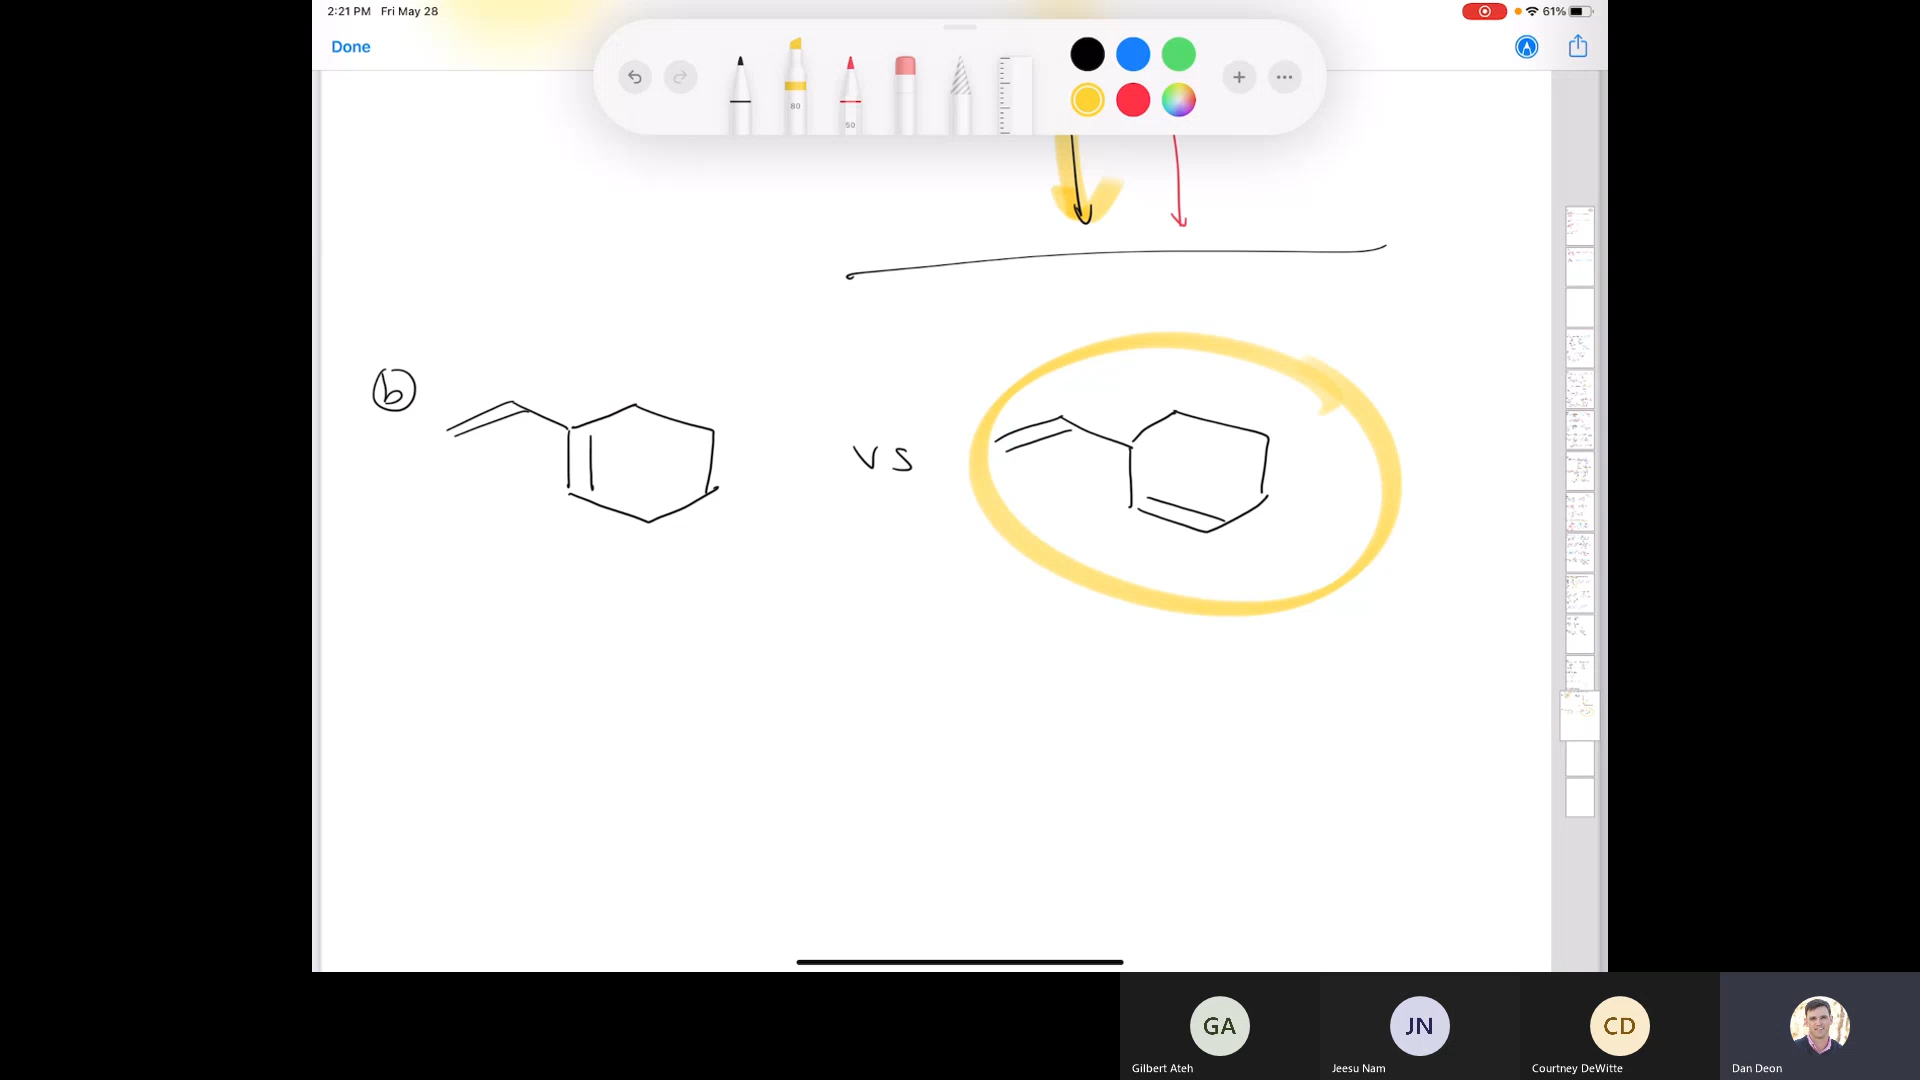 2:21 PM Fri May 28
61%
Done
80
50
b
vs
GA
JN
CD
Gilbert Ateh
Jeesu Nam
Courtney DeWitte
Dan Deon